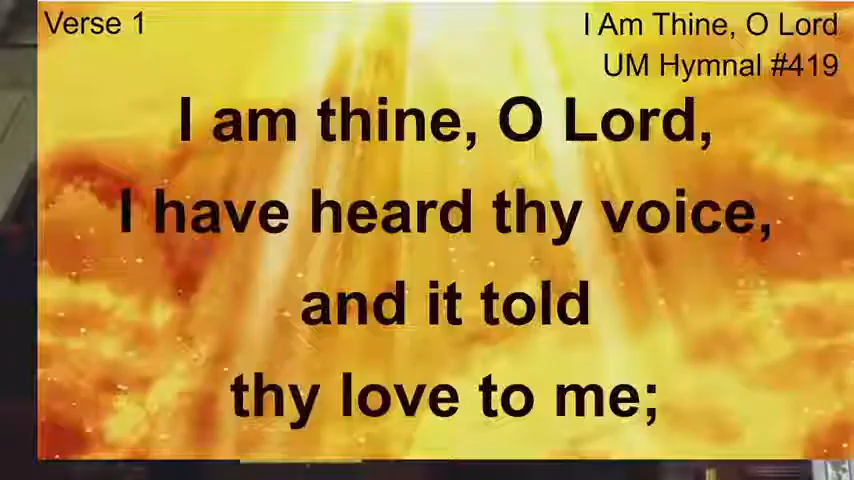 Verse 1
I Am Thine, O Lord
UM Hymnal #419
I am thine, O Lord,
I have heard thy voice,
and it told
thy love to me;